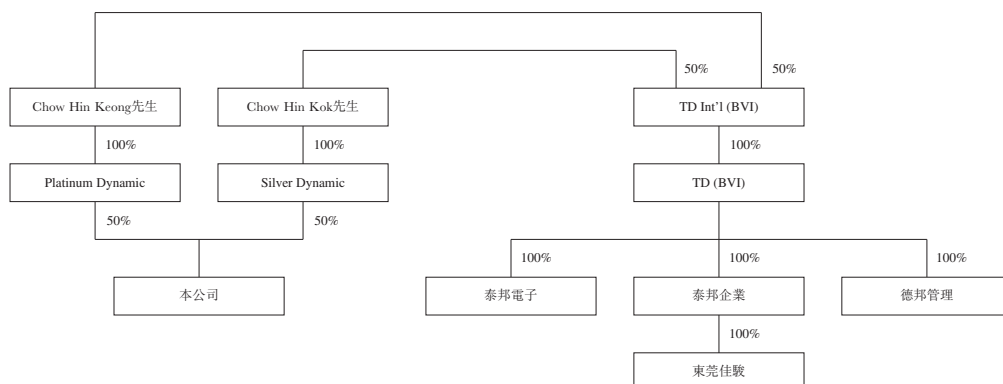 50%
50%
Chow Hin Keong先生
Chow Hin Kok先生
TD Int'l (BVI)
100%
100%
100%
Platinum Dynamic
Silver Dynamic
TD (BVI)
50%
50%
100%
100%
100%
本公司
泰邦電子
泰邦企業
德邦管理
100%
東莞佳駿